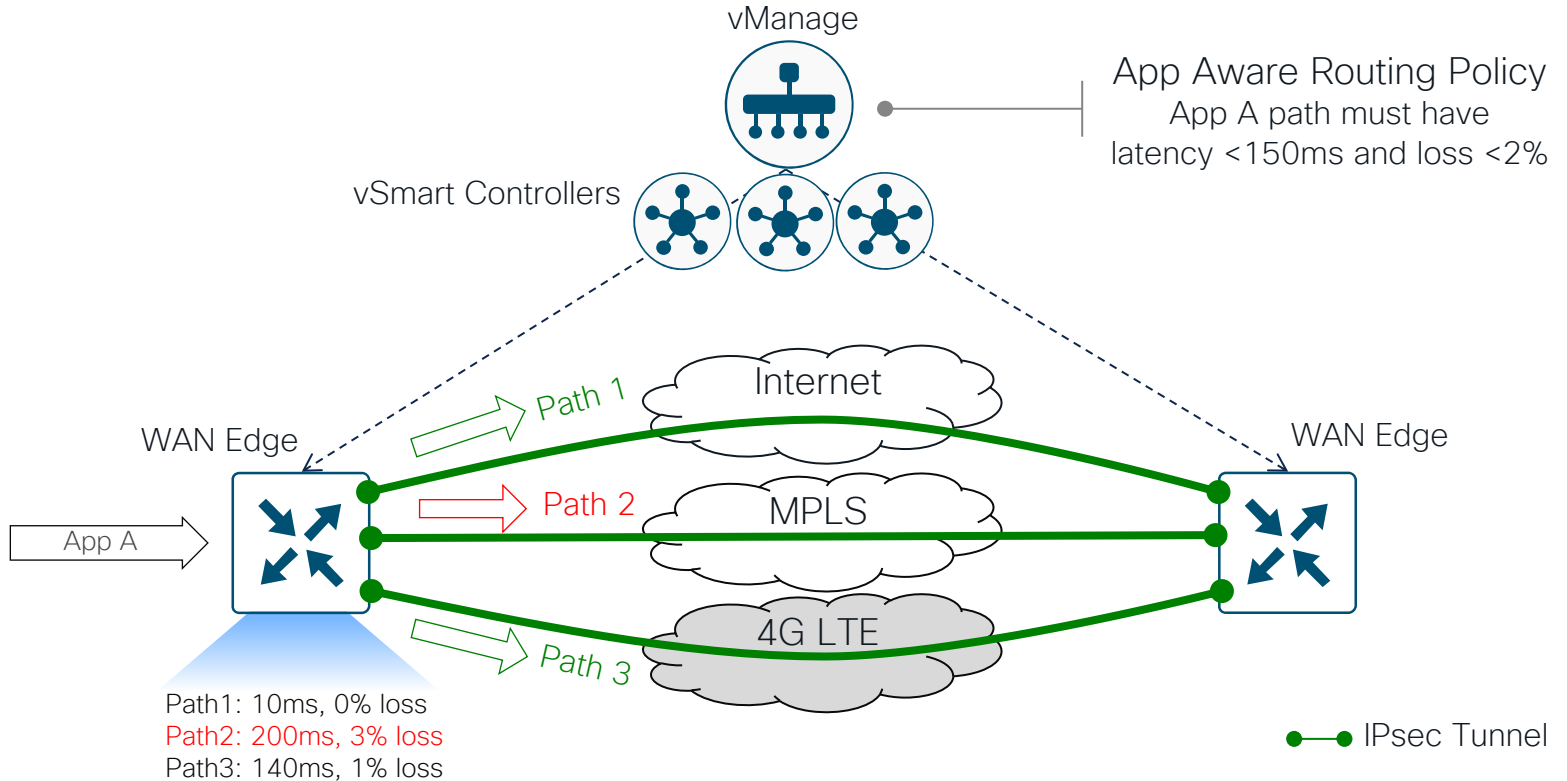 vManage
App Aware Routing Policy
App A path must have
latency <150ms and loss <2%
vSmart Controllers
Internet
Path 1
WAN Edge
WAN Edge
MPLS
Path 2
App A
4G LTE
Path 3
Path1: 10ms, 0% loss
Path2: 200ms, 3% loss
Path3: 140ms, 1% loss
IPsec Tunnel